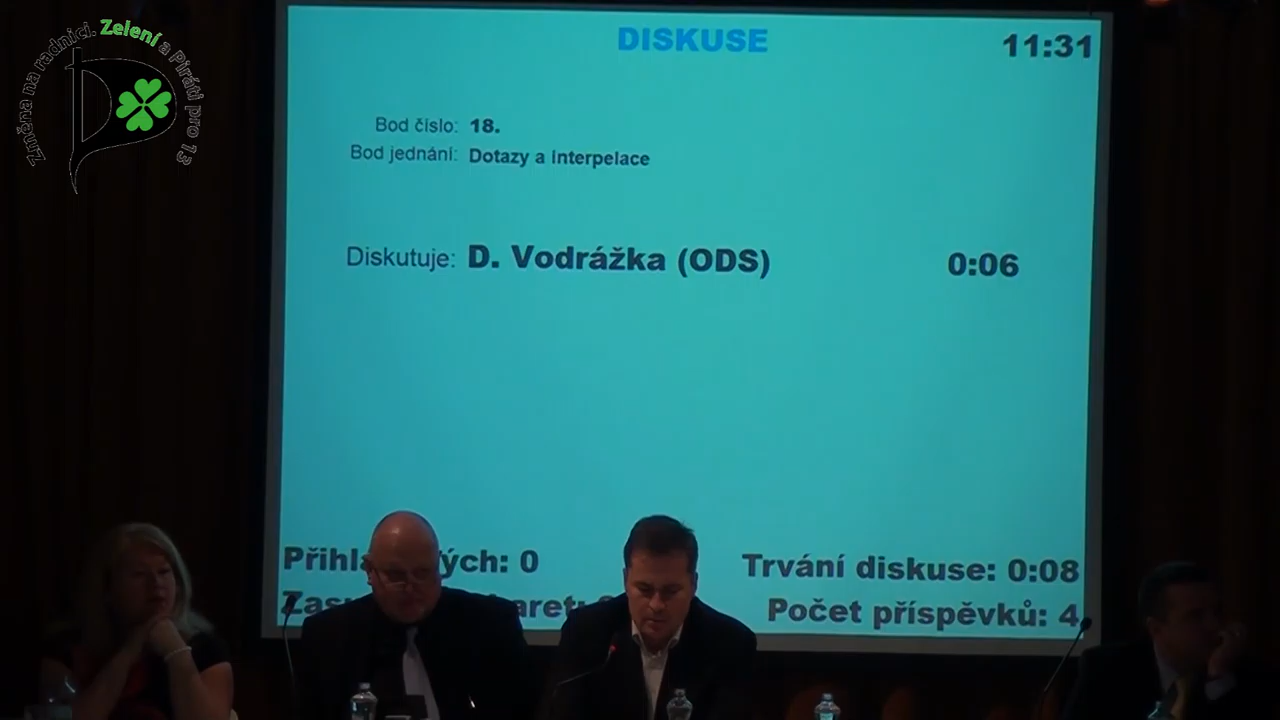 Změna na radnici. Zelení a Piráti pro 13
DISKUSE
11:31
Bod číslo: 18.
Bod jednání: Dotazy a interpelace
Diskutuje: D. Vodrážka (ODS) 0:06
0
Trvání diskuse: 0:08
Počet příspěvků: 4